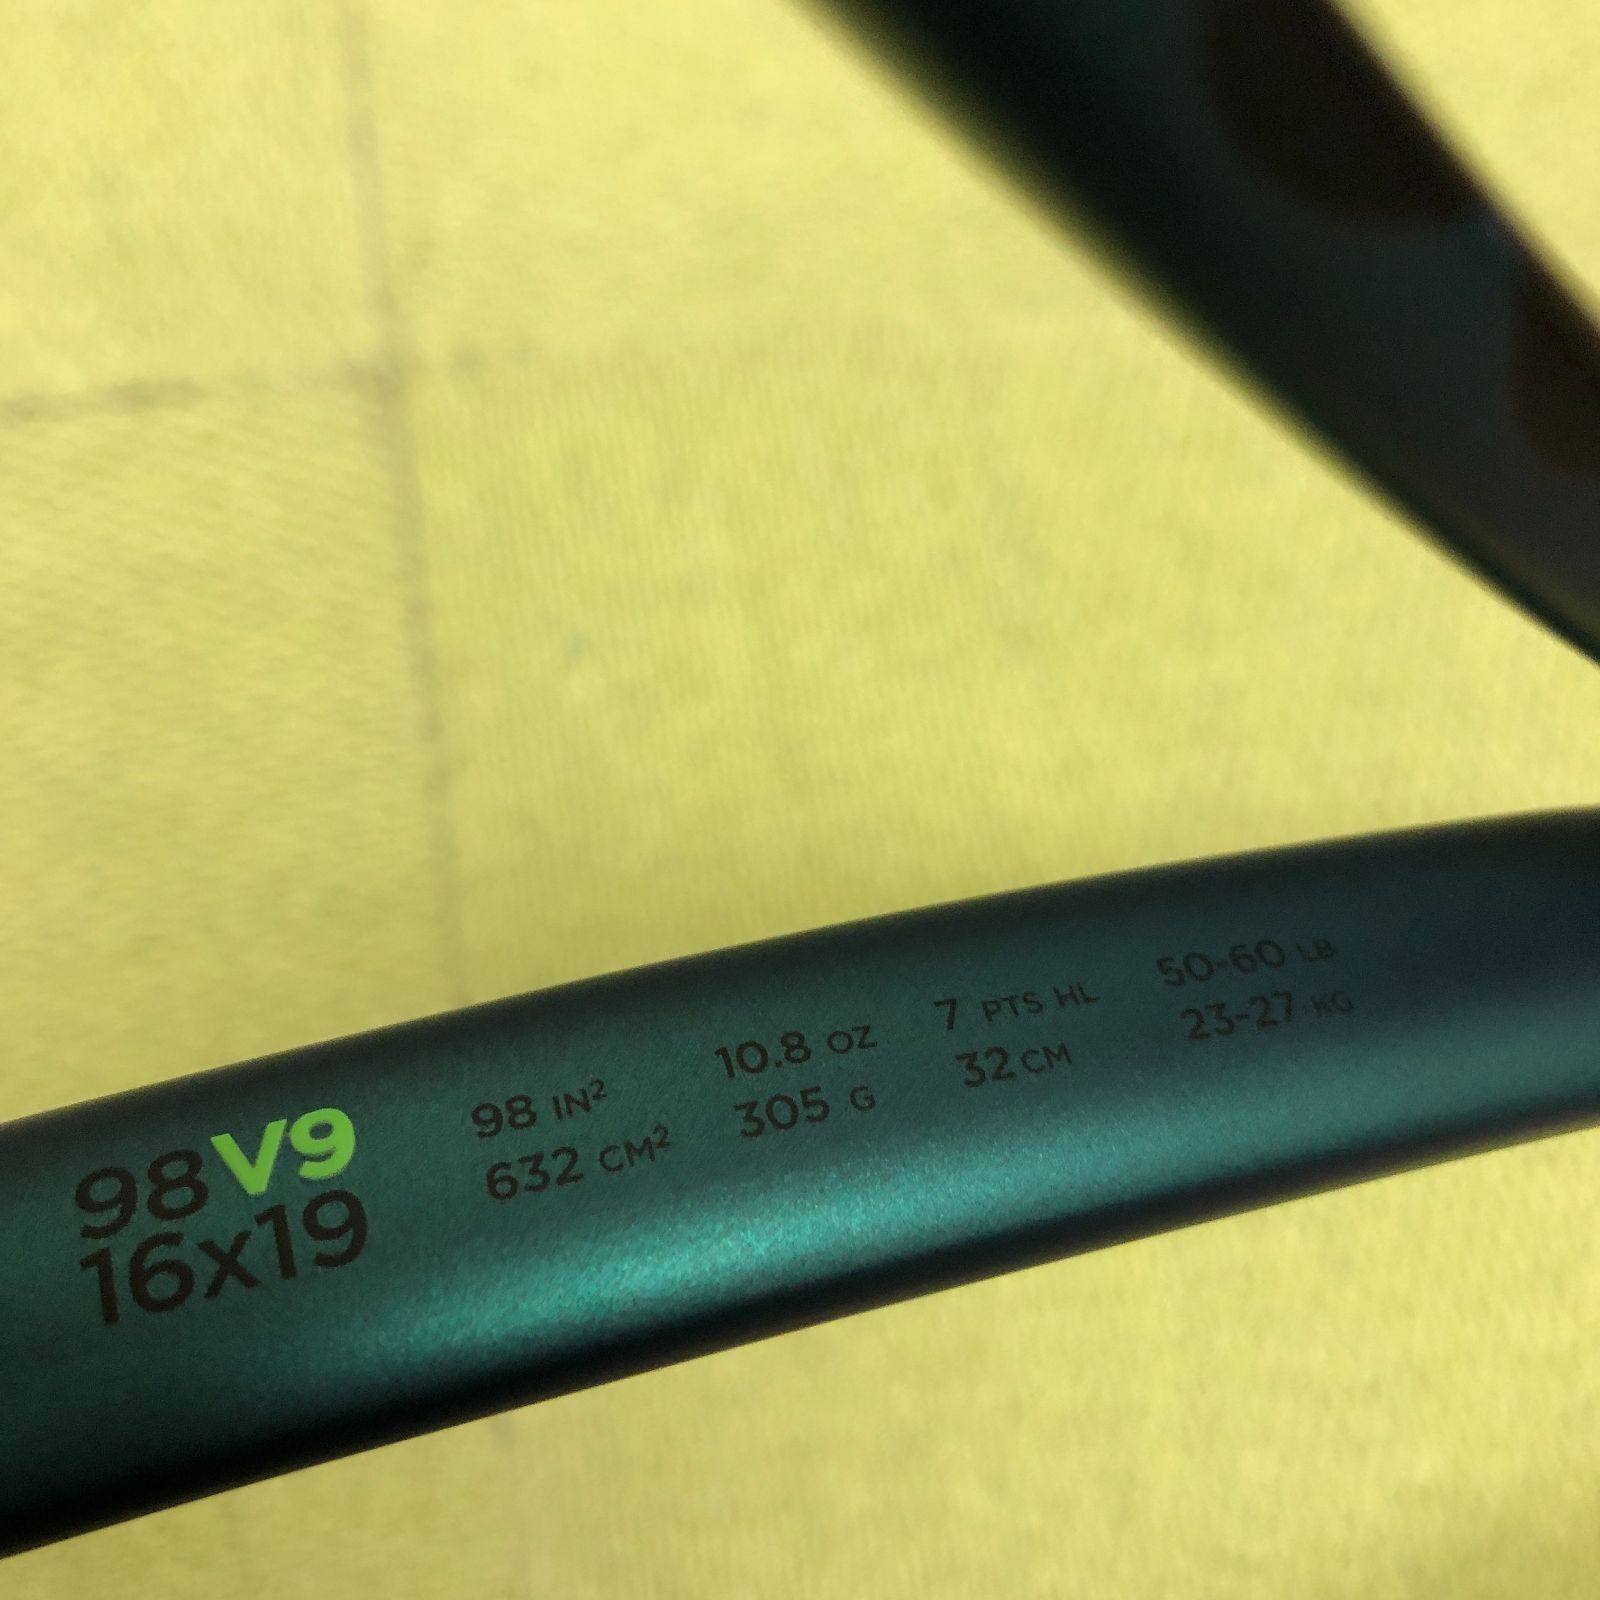 98V9
16x19
98 IN²
632 CM²
10.8 OZ
305 G
7 PTS HL
32 CM
50-60 LB
23-27 KG